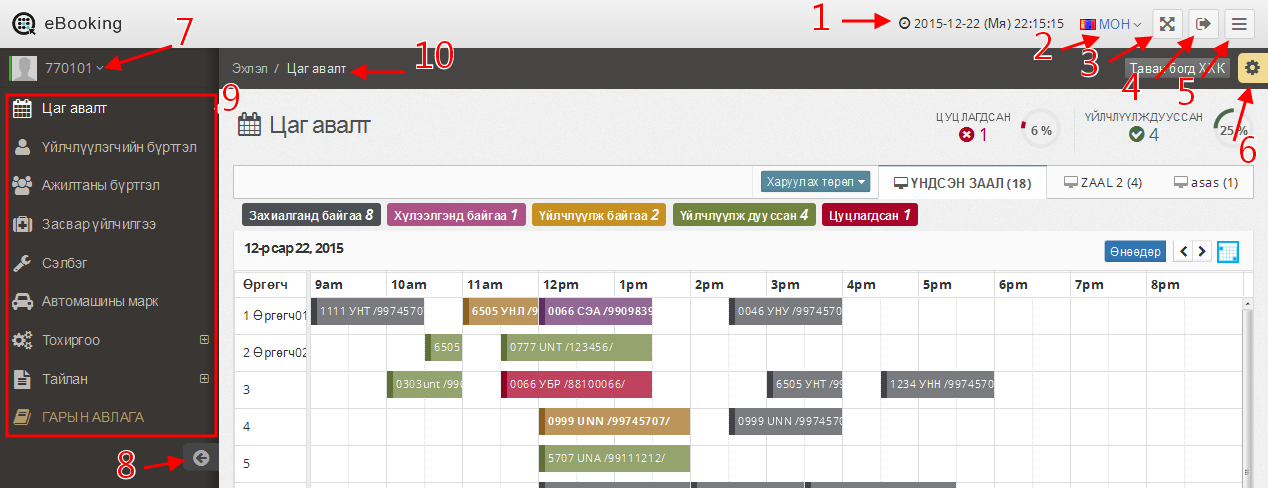 eBooking
1
2015-12-22 (Мя) 22:15:15
2
МОН
3
4
5
7
770101
Эхлэл / Цаг авалт
10
Таван богд ХХК
6
9
Цаг авалт
Үйлчлүүлэгчийн бүртгэл
Ажилтаны бүртгэл
Засвар үйлчилгээ
Сэлбэг
Автомашины марк
Тохиргоо
Тайлан
ГАРЫН АВЛАГА
8
Цаг авалт
ЦУЦЛАГДСАН
1
6 %
ҮЙЛЧЛҮҮЛЖ ДУУССАН
4
25 %
Харуулах төрөл
ҮНДСЭН ЗААЛ (18)
ZAAL 2 (4)
asas (1)
Захиалганд байгаа 8
Хүлээлгэнд байгаа 1
Үйлчлүүлж байгаа 2
Үйлчлүүлж дууссан 4
Цуцлагдсан 1
12-р сар 22, 2015
Өнөөдөр
Өргөгч 9am 10am 11am 12pm 1pm 2pm 3pm 4pm 5pm 6pm 7pm 8pm
1 Өргөгч01 1111 УНТ /9974570 6505 УНЛ /9 0066 СЭА /9909839 0046 УНУ /9974570
2 Өргөгч02 6505 0777 UNT /123456/
3 0303unt /990 0066 УБР /88100066/ 6505 УНТ /9 1234 УНН /9974570
4 0999 UNN /99745707/ 0999 UNN /9974570
5 5707 UNA /99111212/